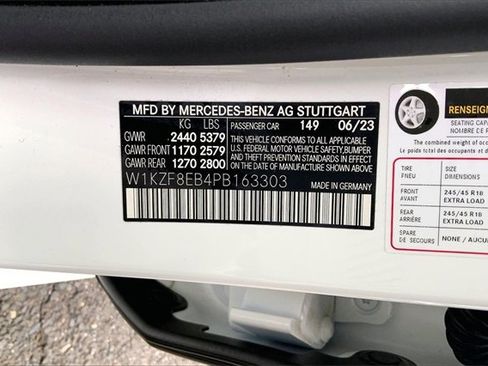 MFD BY MERCEDES-BENZ AG STUTTGART
KG LBS PASSENGER CAR 149 06/23
GVWR 2440 5379
GAWR FRONT 1170 2579
GAWR REAR 1270 2800
THIS VEHICLE CONFORMS TO ALL APPLICABLE
U.S. FEDERAL MOTOR VEHICLE SAFETY, BUMPER
AND THEFT PREVENTION STANDARDS IN EFFECT
ON THE DATE OF MANUFACTURE SHOWN ABOVE.
W1KZF8EB4PB163303
MADE IN GERMANY
RENSEIGNE
SEATING CAP
NOMBRE DE P
The combined weight of occu
Le poids total des occupants
TIRE SIZE
PNEU DIMENSIONS
FRONT 245/45 R18
AVANT EXTRA LOAD
REAR 245/45 R18
ARRIÈRE EXTRA LOAD
SPARE NONE / AUCU
DE SECOURS